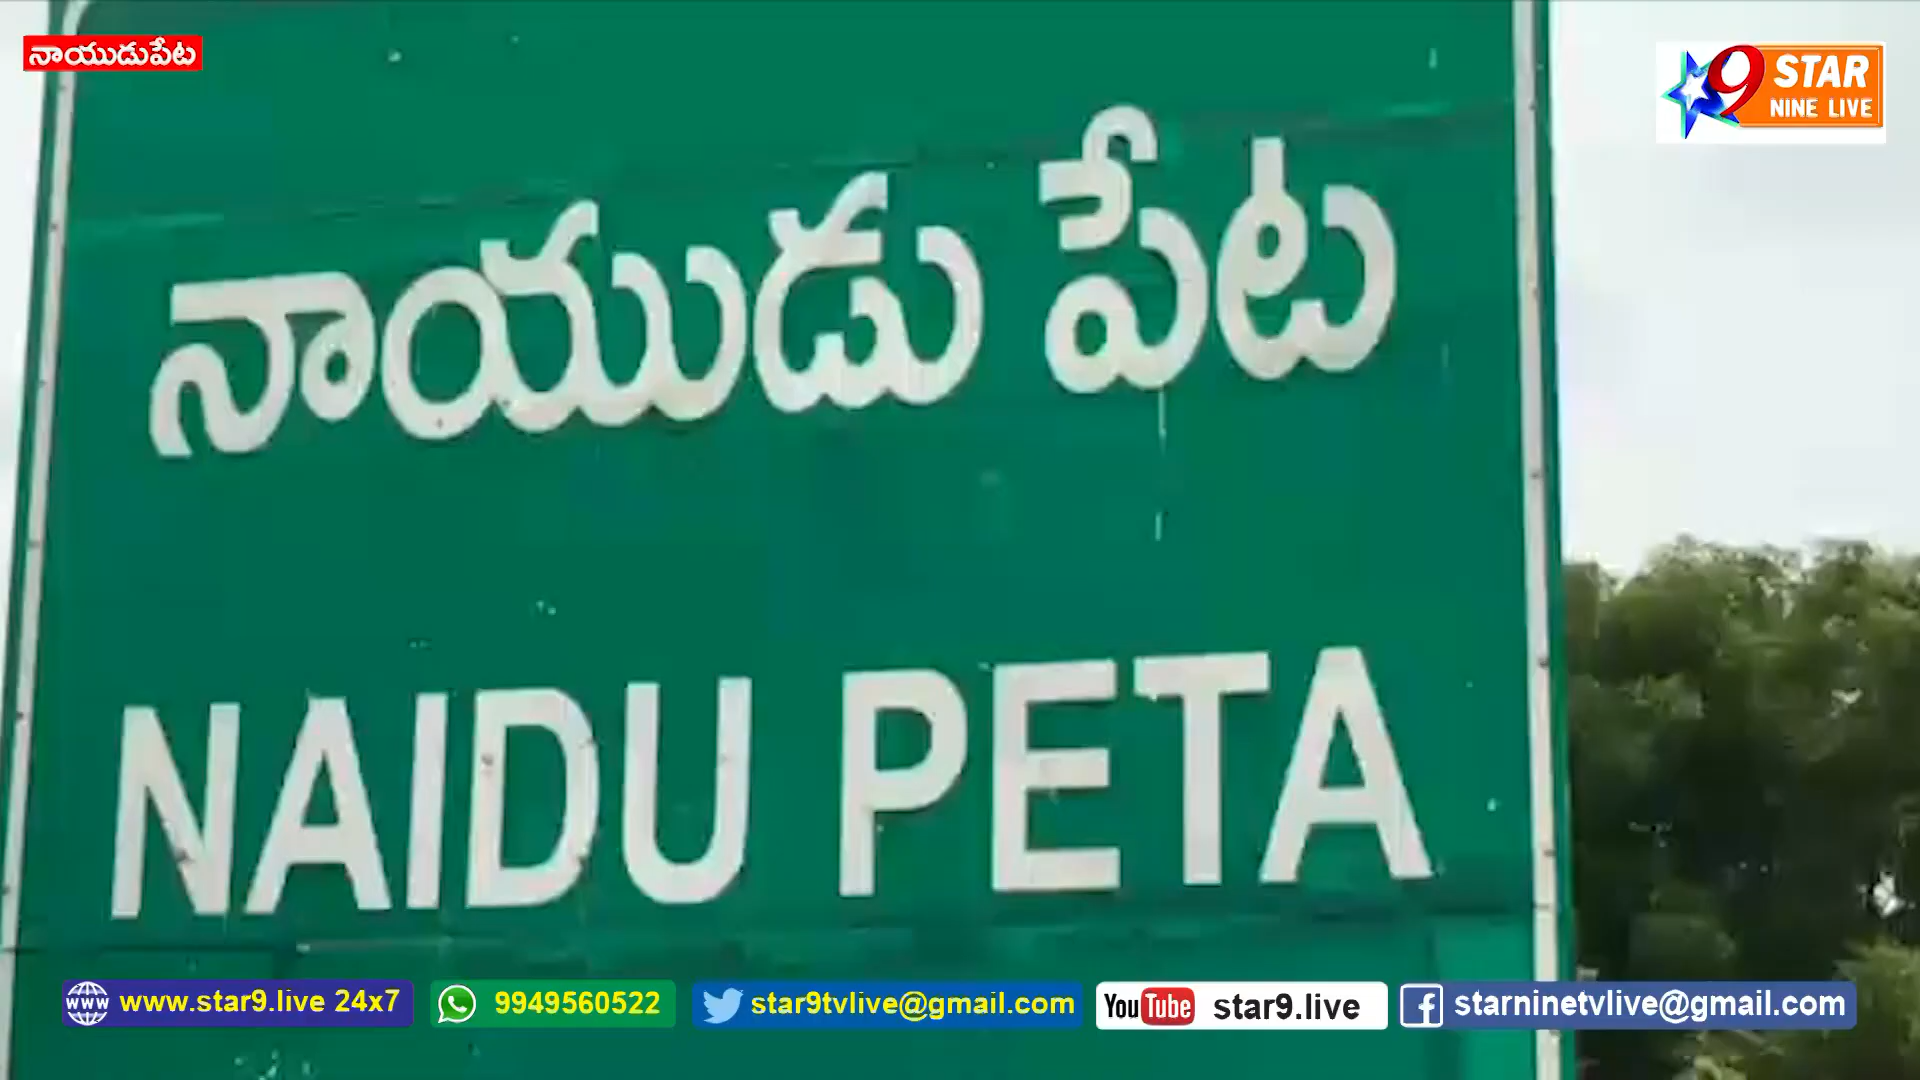 నాయుడుపేట
9 STAR
NINE LIVE
నాయుడు పేట
NAIDU PETA
www.star9.live 24x7
9949560522
star9tvlive@gmail.com
YouTube star9.live
starninetvlive@gmail.com